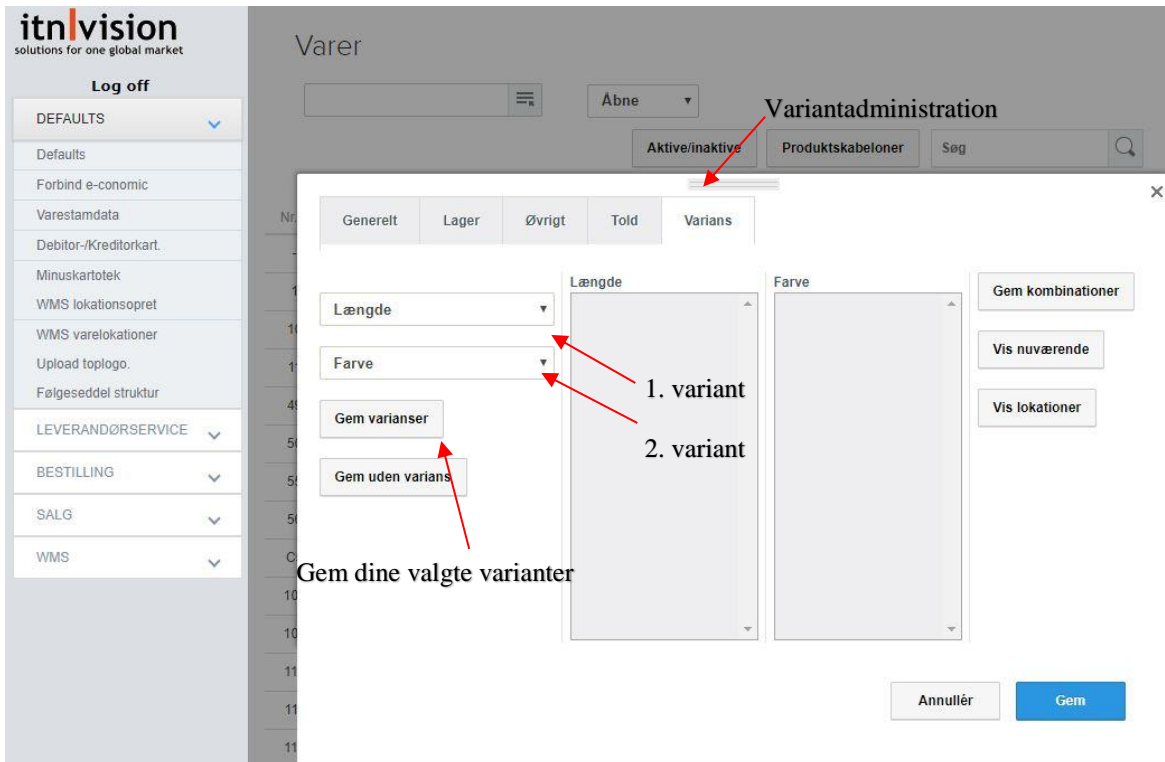 itn vision
solutions for one global market
Log off
DEFAULTS
Defaults
Forbind e-conomic
Varestamdata
Debitor-/Kreditorkart.
Minuskartotek
WMS lokationsopret
WMS varelokationer
Upload toplogo.
Følgeseddel struktur
LEVERANDØRSERVICE
BESTILLING
SALG
WMS
Varer
Åbne
Variantadministration
Aktive/inaktive
Produktskabeloner
Søg
Nr.
Generelt
Lager
Øvrigt
Told
Varians
Længde
Farve
Gem varianser
Gem uden varians
Længde
Farve
1. variant
2. variant
Gem dine valgte varianter
Gem kombinationer
Vis nuværende
Vis lokationer
Annullér
Gem